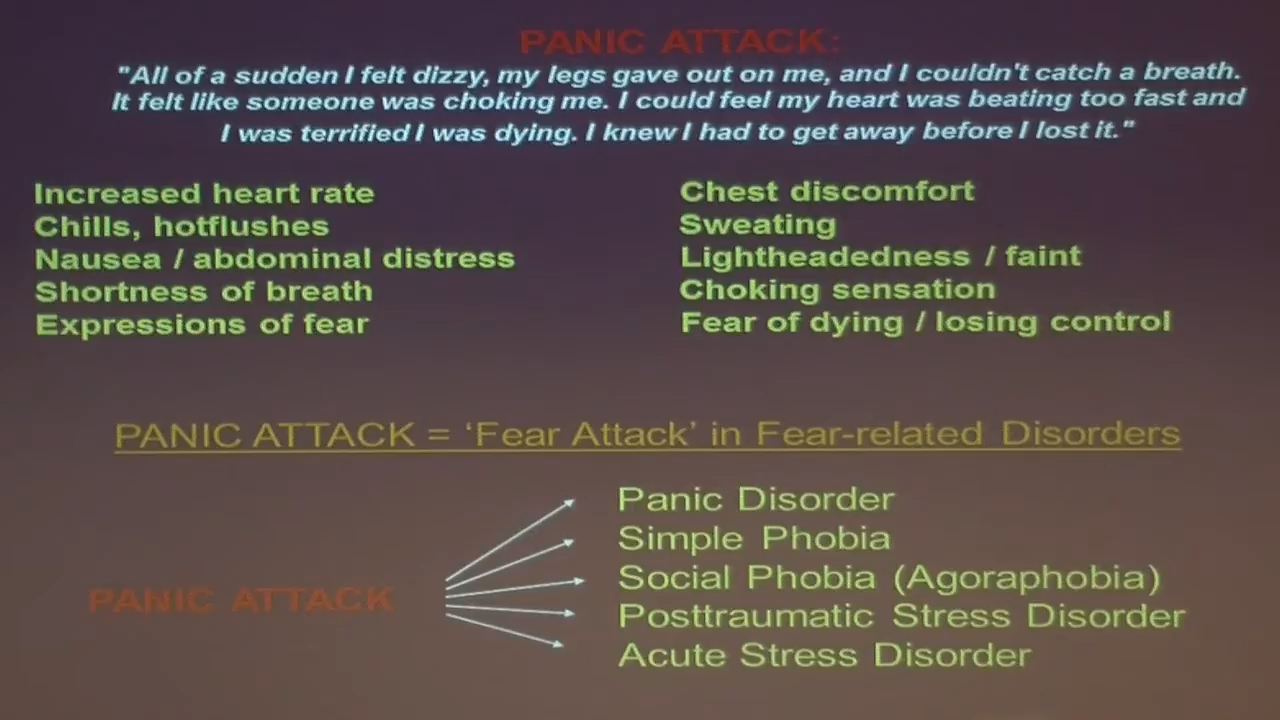 PANIC ATTACK:
"All of a sudden I felt dizzy, my legs gave out on me, and I couldn't catch a breath.
It felt like someone was choking me. I could feel my heart was beating too fast and
I was terrified I was dying. I knew I had to get away before I lost it."
Increased heart rate
Chills, hotflushes
Nausea / abdominal distress
Shortness of breath
Expressions of fear
Chest discomfort
Sweating
Lightheadedness / faint
Choking sensation
Fear of dying / losing control
PANIC ATTACK = ‘Fear Attack’ in Fear-related Disorders
PANIC ATTACK
Panic Disorder
Simple Phobia
Social Phobia (Agoraphobia)
Posttraumatic Stress Disorder
Acute Stress Disorder